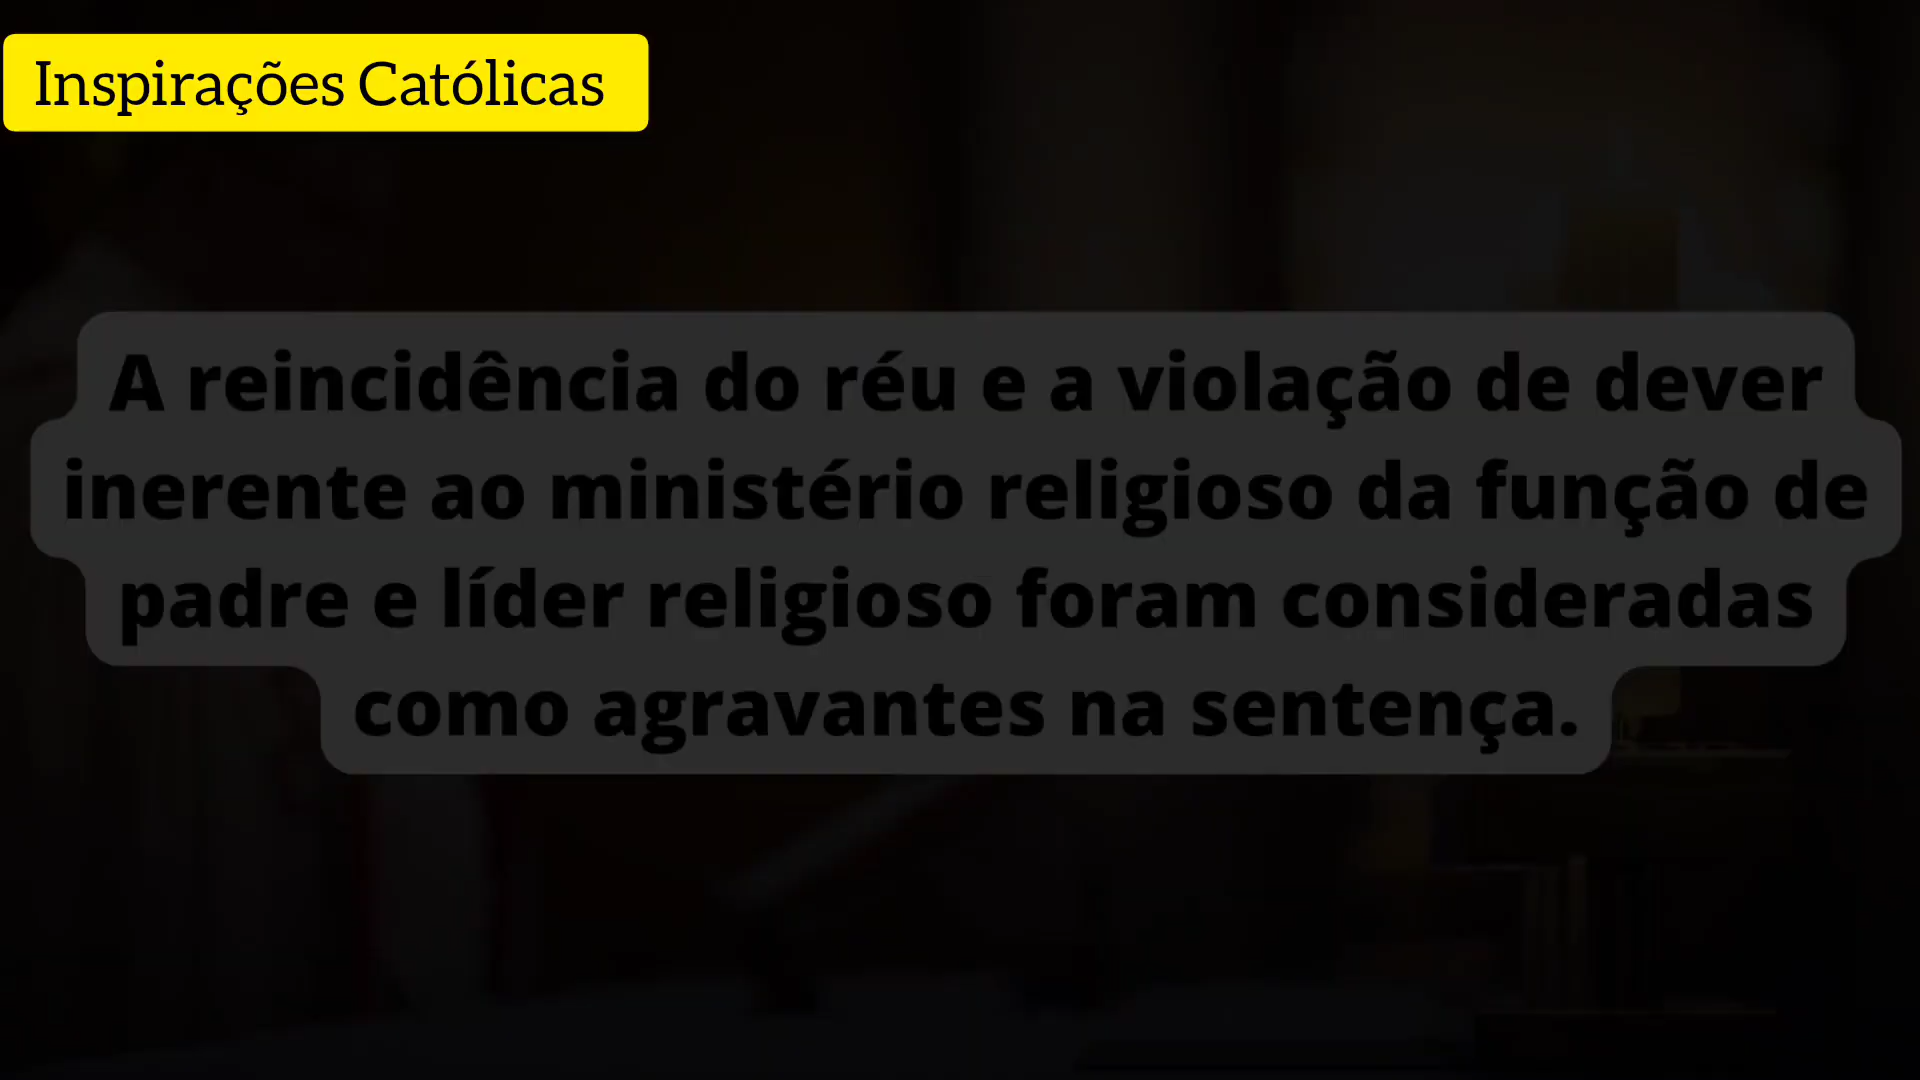 Inspirações Católicas
A reincidência do réu e a violação de dever
inerente ao ministério religioso da função de
padre e líder religioso foram consideradas
como agravantes na sentença.